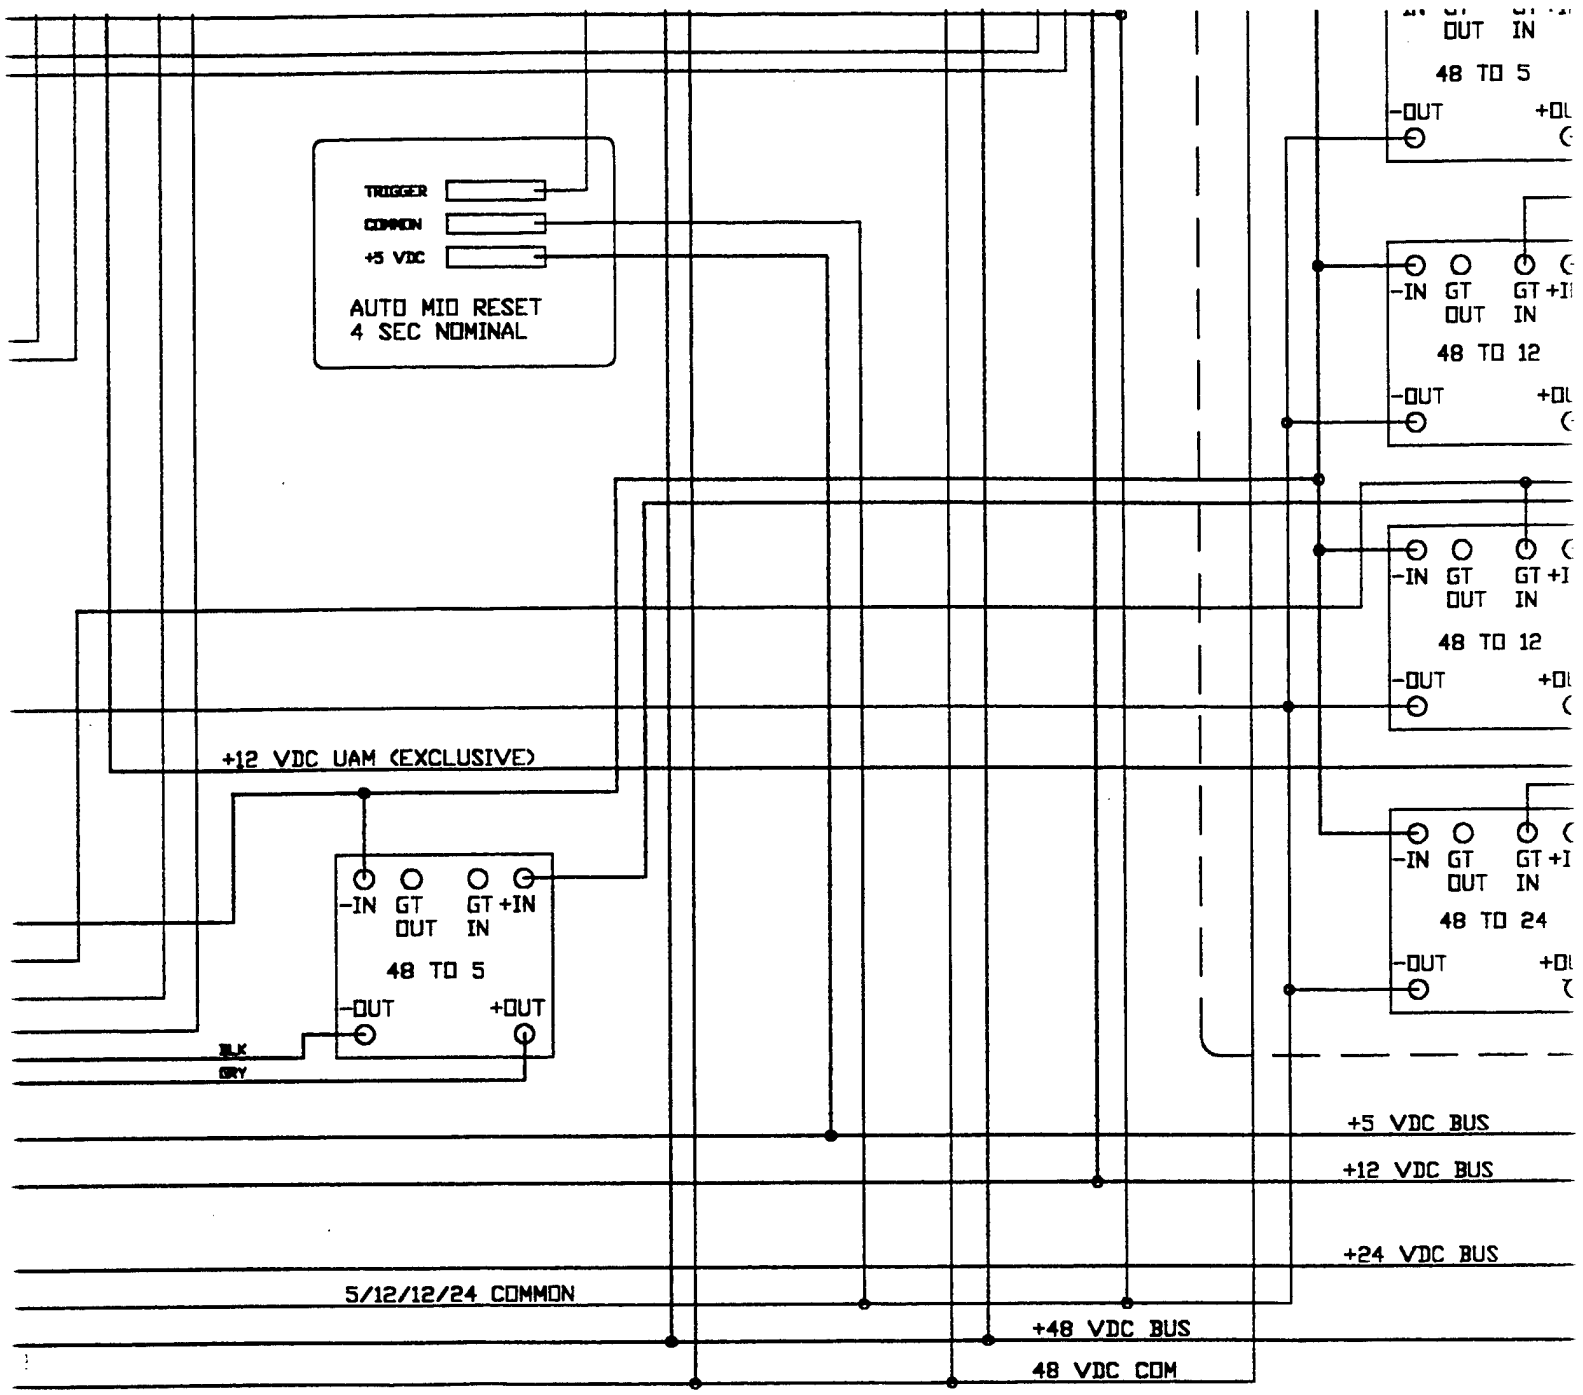 OUT IN
48 TO 5
-OUT
TRIGGER
COMMON
+5 VDC
AUTO MIO RESET
4 SEC NOMINAL
-IN GT GT
OUT IN
48 TO 12
-OUT
-IN GT GT
OUT IN
48 TO 12
-OUT
+12 VDC UAM (EXCLUSIVE)
-IN GT GT +IN
OUT IN
48 TO 5
-OUT +OUT
BLK
GRY
-IN GT GT
OUT IN
48 TO 24
-OUT
+5 VDC BUS
+12 VDC BUS
+24 VDC BUS
5/12/12/24 COMMON
+48 VDC BUS
48 VDC COM